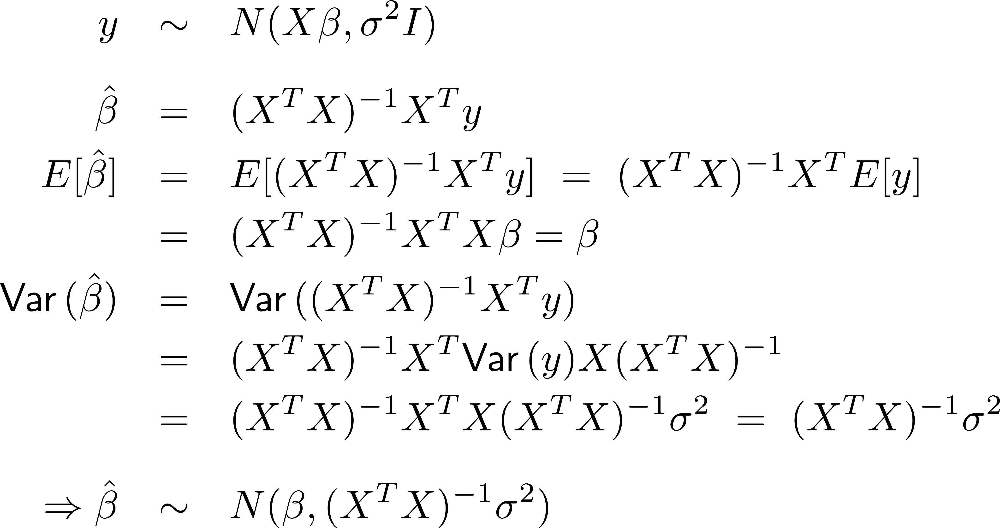 y ∼ N(Xβ, σ²I)
β̂ = (XᵀX)⁻¹Xᵀy
E[β̂] = E[(XᵀX)⁻¹Xᵀy] = (XᵀX)⁻¹XᵀE[y]
= (XᵀX)⁻¹XᵀXβ = β
Var(β̂) = Var((XᵀX)⁻¹Xᵀy)
= (XᵀX)⁻¹XᵀVar(y)X(XᵀX)⁻¹
= (XᵀX)⁻¹XᵀX(XᵀX)⁻¹σ² = (XᵀX)⁻¹σ²
⇒ β̂ ∼ N(β, (XᵀX)⁻¹σ²)